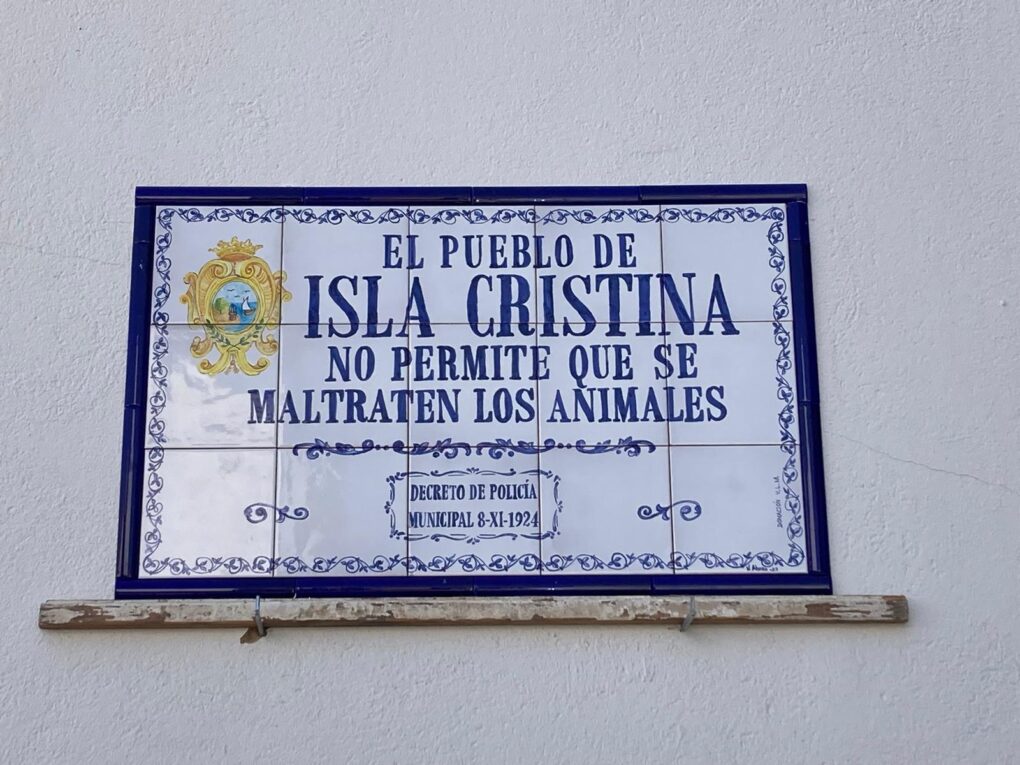 EL PUEBLO DE
ISLA CRISTINA
NO PERMITE QUE SE
MALTRATEN LOS ANIMALES
DECRETO DE POLICÍA
MUNICIPAL 8-XI-1924
DONACIÓN